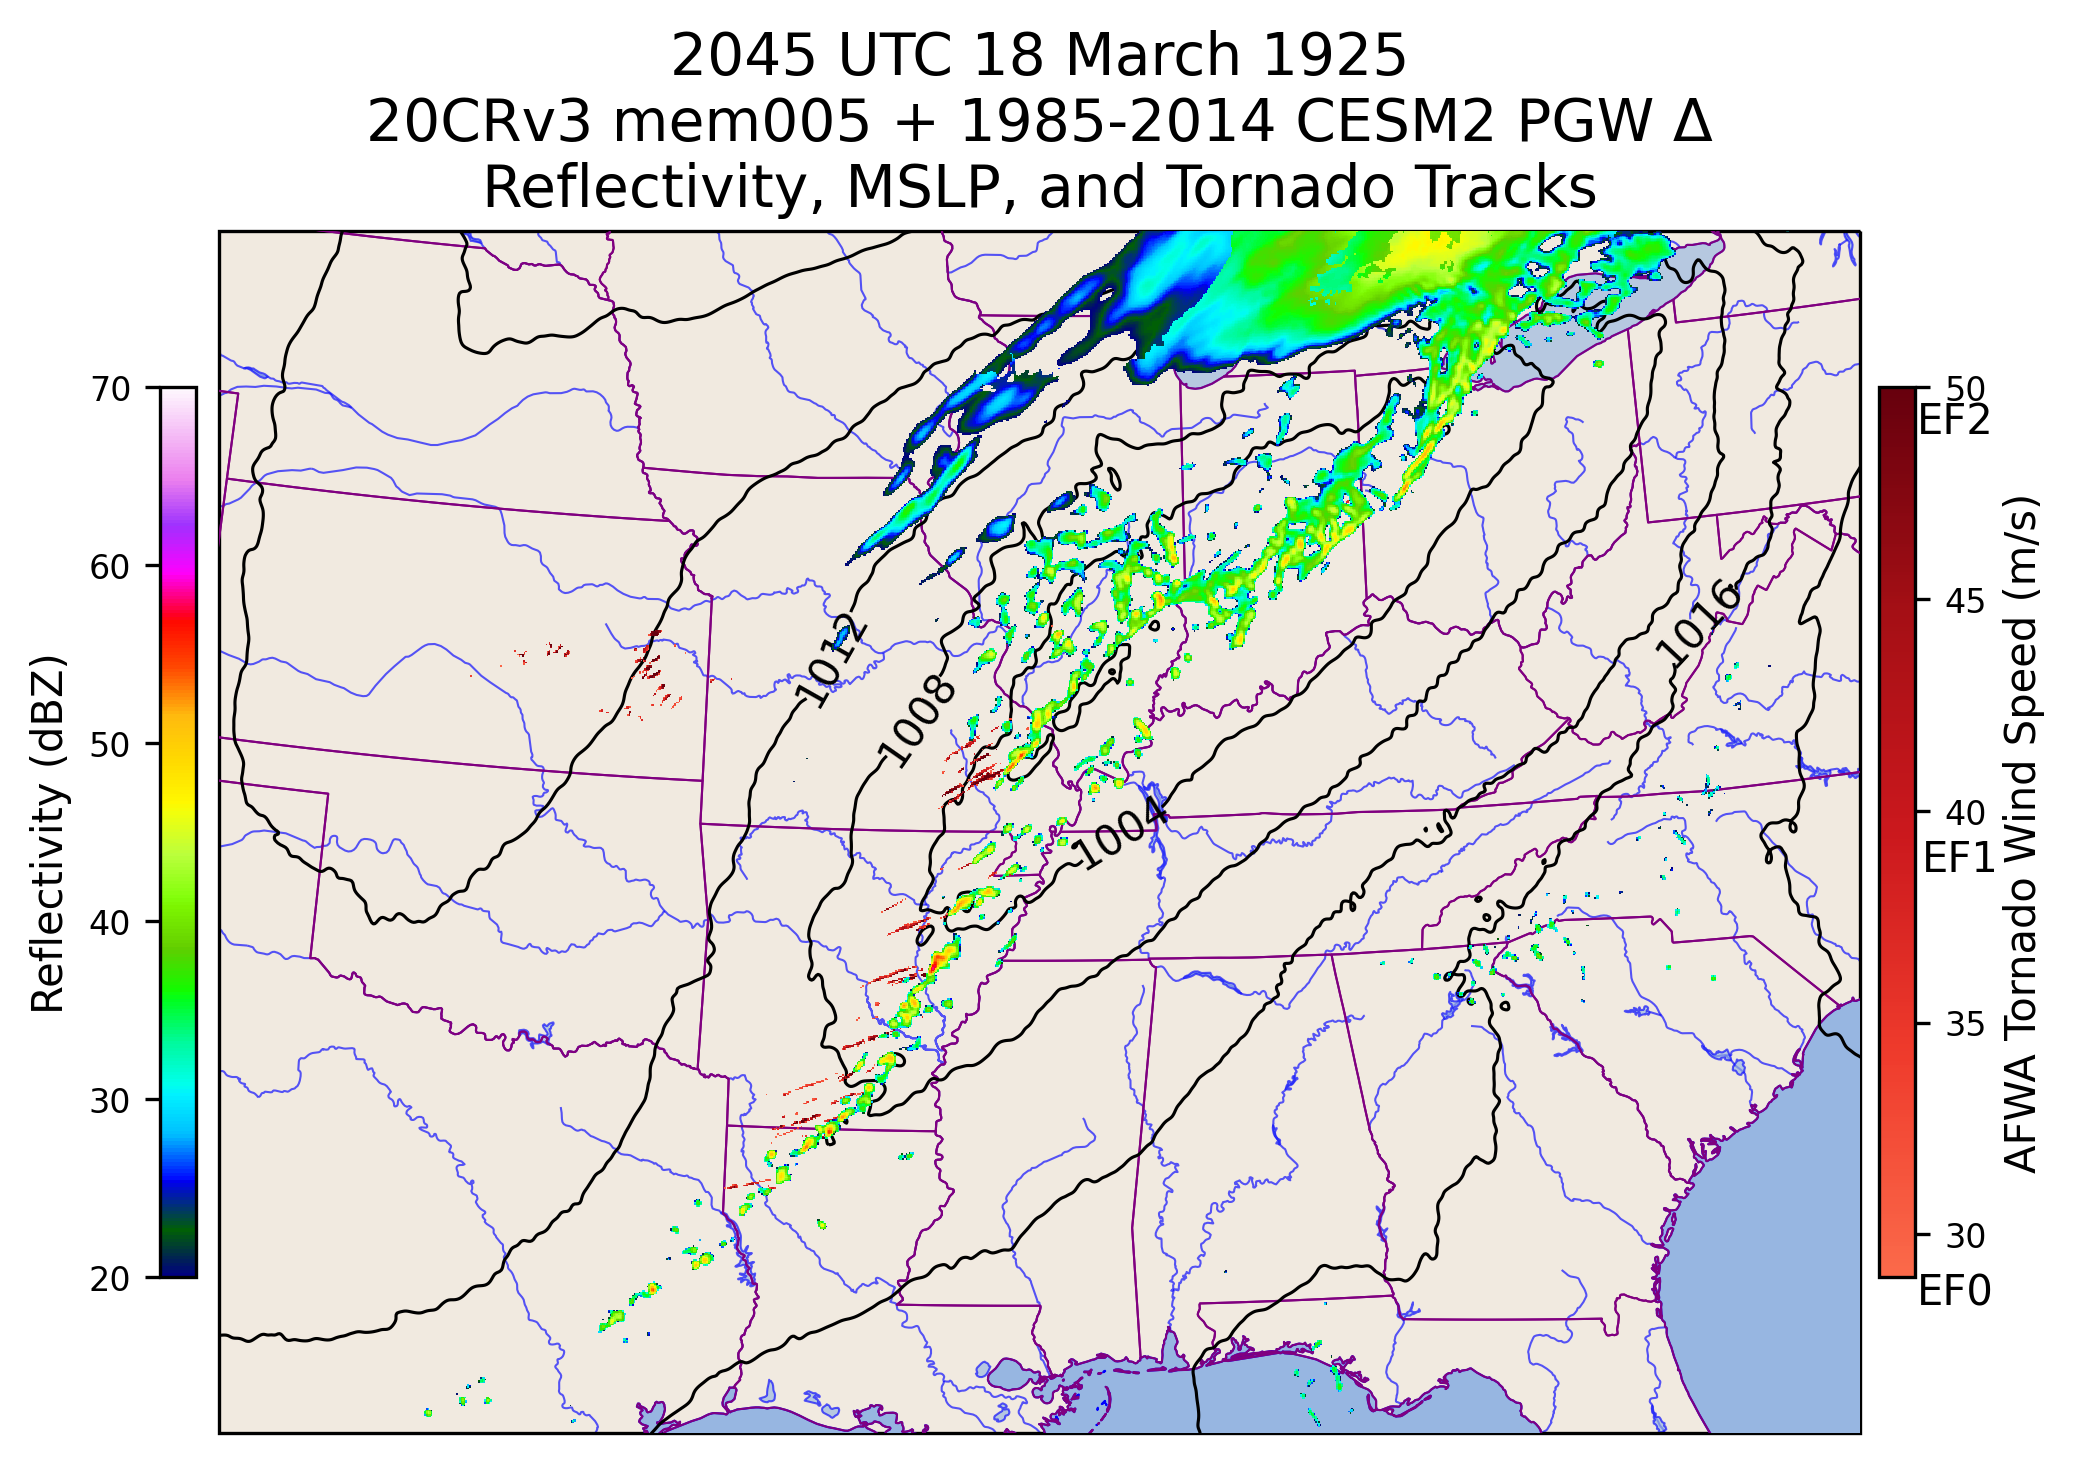 2045 UTC 18 March 1925
20CRv3 mem005 + 1985-2014 CESM2 PGW Δ
Reflectivity, MSLP, and Tornado Tracks
Reflectivity (dBZ)
70
60
50
40
30
20
1012
1008
1004
1016
50
EF2
45
40
EF1
35
30
EF0
AFWA Tornado Wind Speed (m/s)